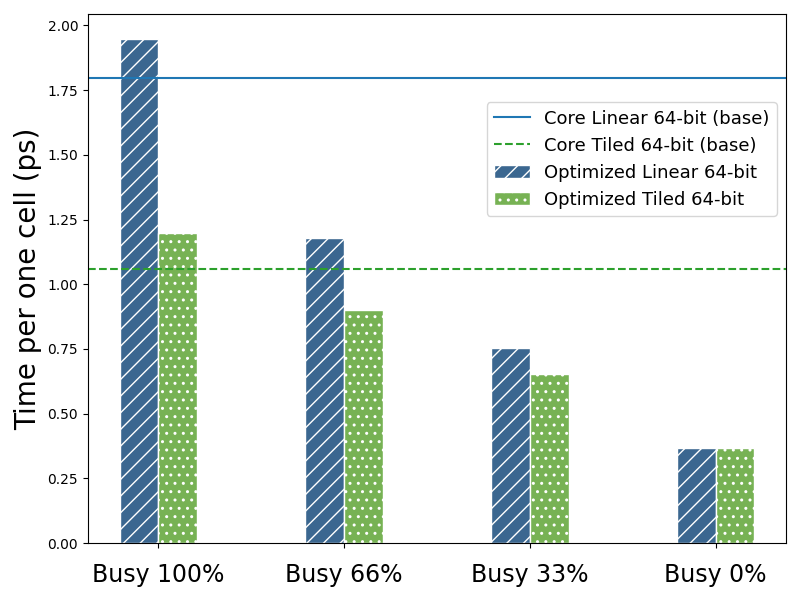 Time per one cell (ps)
2.00
1.75
1.50
1.25
1.00
0.75
0.50
0.25
0.00
Core Linear 64-bit (base)
Core Tiled 64-bit (base)
Optimized Linear 64-bit
Optimized Tiled 64-bit
Busy 100% Busy 66% Busy 33% Busy 0%